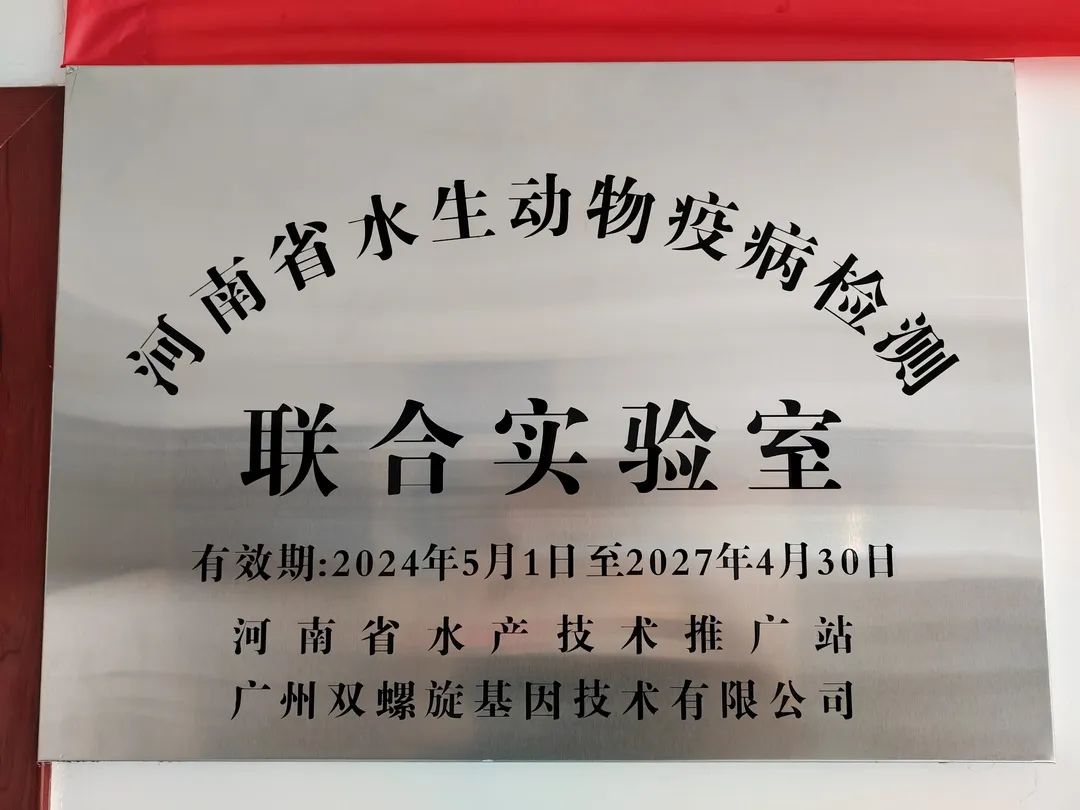 河南省水生动物疫病检测
联合实验室
有效期:2024年5月1日至2027年4月30日
河南省水产技术推广站
广州双螺旋基因技术有限公司